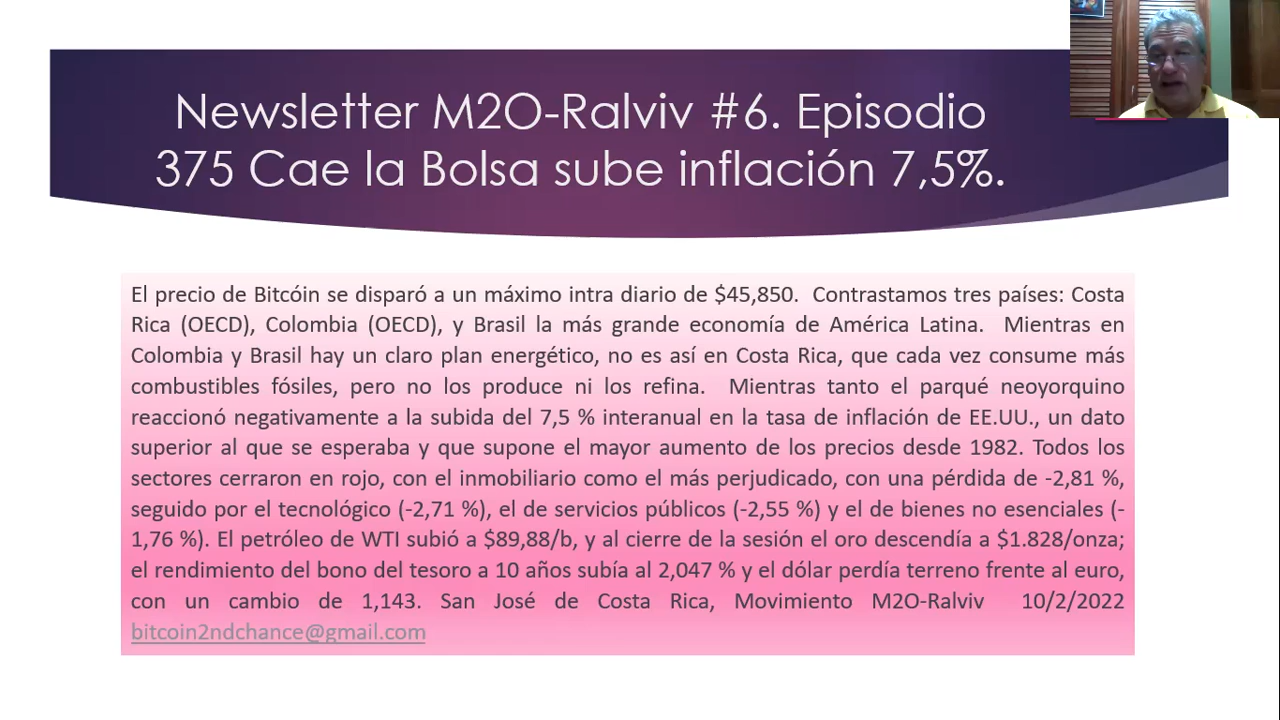 Newsletter M2O-Ralviv #6. Episodio
375 Cae la Bolsa sube inflación 7,5%.
El precio de Bitcóin se disparó a un máximo intra diario de $45,850. Contrastamos tres países: Costa
Rica (OECD), Colombia (OECD), y Brasil la más grande economía de América Latina. Mientras en
Colombia y Brasil hay un claro plan energético, no es así en Costa Rica, que cada vez consume más
combustibles fósiles, pero no los produce ni los refina. Mientras tanto el parqué neoyorquino
reaccionó negativamente a la subida del 7,5 % interanual en la tasa de inflación de EE.UU., un dato
superior al que se esperaba y que supone el mayor aumento de los precios desde 1982. Todos los
sectores cerraron en rojo, con el inmobiliario como el más perjudicado, con una pérdida de -2,81 %,
seguido por el tecnológico (-2,71 %), el de servicios públicos (-2,55 %) y el de bienes no esenciales (-
1,76 %). El petróleo de WTI subió a $89,88/b, y al cierre de la sesión el oro descendía a $1.828/onza;
el rendimiento del bono del tesoro a 10 años subía al 2,047 % y el dólar perdía terreno frente al euro,
con un cambio de 1,143. San José de Costa Rica, Movimiento M2O-Ralviv 10/2/2022
bitcoin2ndchance@gmail.com